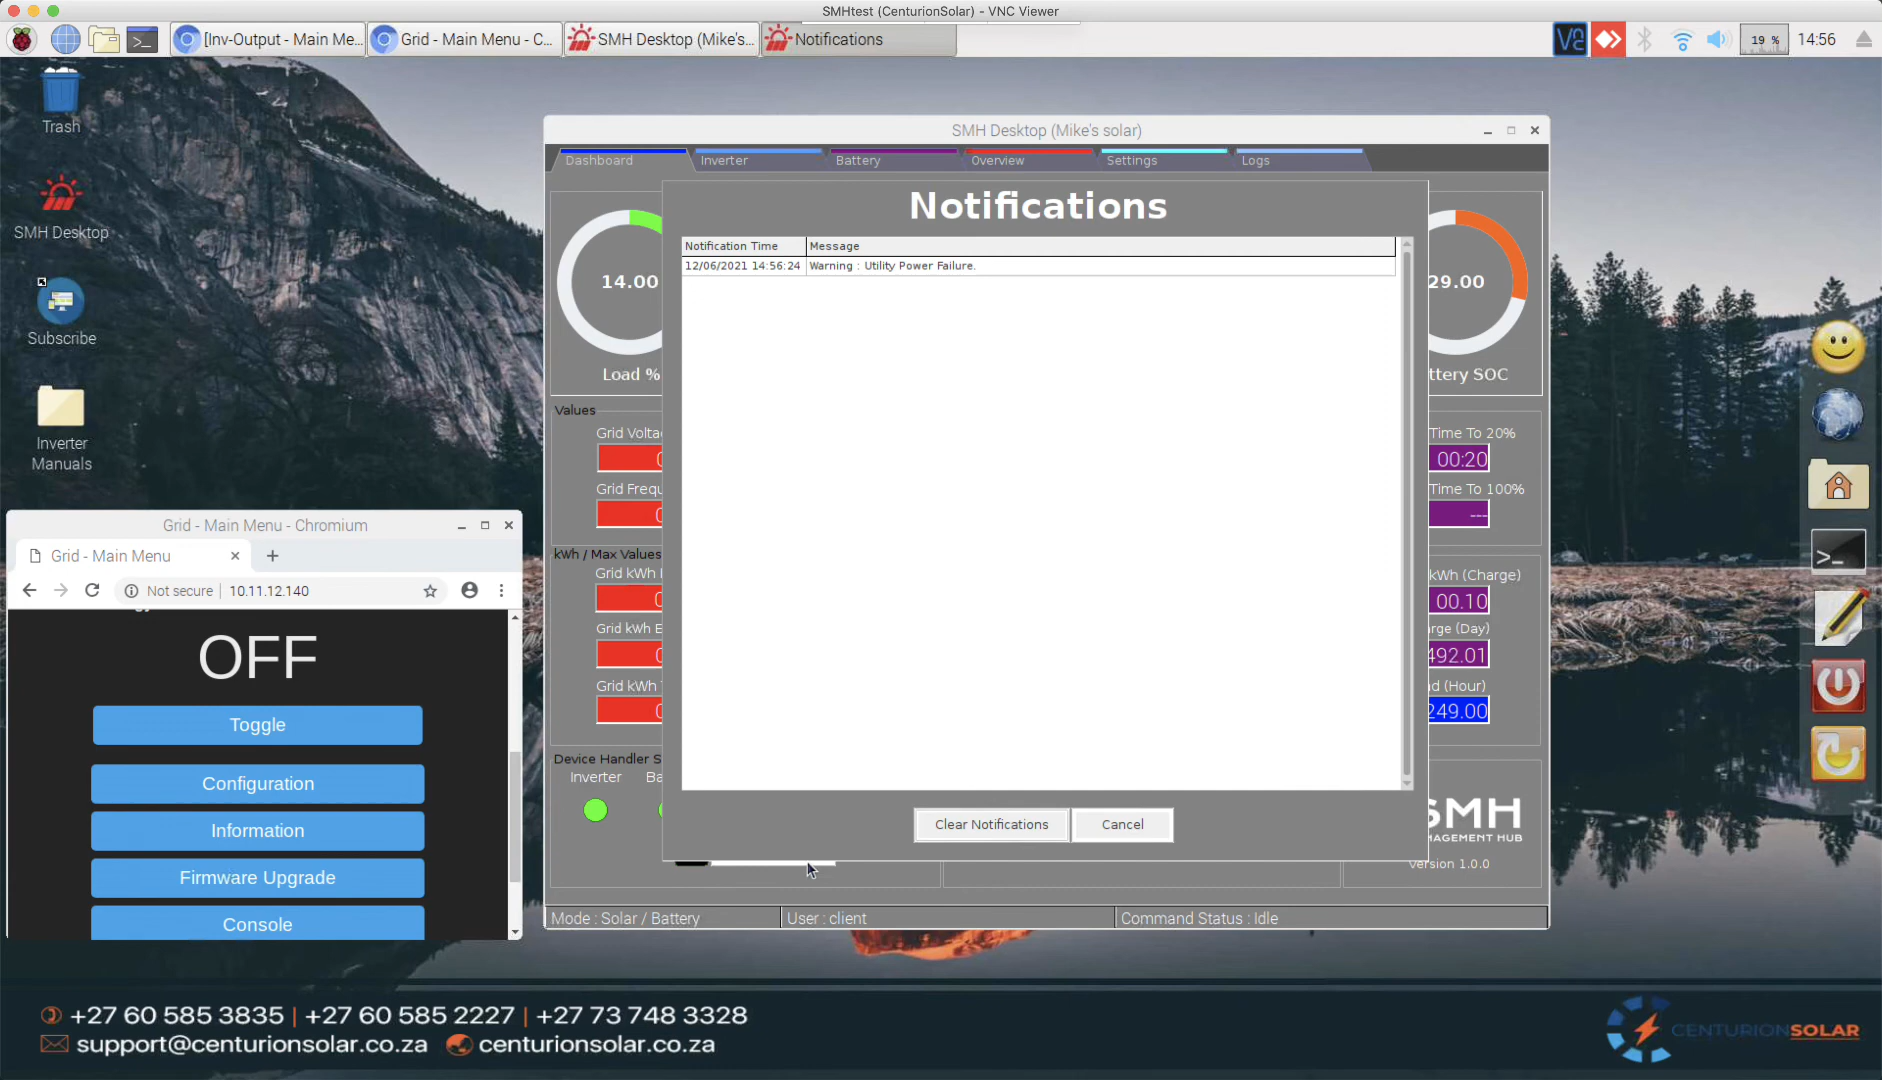 SMHtest (CenturionSolar) - VNC Viewer
[Inv-Output - Main Me...
Grid - Main Menu - C...
SMH Desktop (Mike's...
Notifications
19 %
14:56
Trash
SMH Desktop
Subscribe
Inverter
Manuals
SMH Desktop (Mike's solar)
Dashboard
Inverter
Battery
Overview
Settings
Logs
Notifications
Notification Time
Message
12/06/2021 14:56:24
Warning : Utility Power Failure.
14.00
Load %
29.00
ttery SOC
Values
Grid Volta
Grid Frequ
Time To 20%
00:20
Time To 100%
---
kWh / Max Values
Grid kWh
Grid kWh E
Grid kWh
kWh (Charge)
00.10
rge (Day)
492.01
d (Hour)
249.00
Device Handler S
Inverter
Ba
Clear Notifications
Cancel
SMH
NAGEMENT HUB
Version 1.0.0
Mode : Solar / Battery
User : client
Command Status : Idle
Grid - Main Menu - Chromium
Grid - Main Menu
Not secure
10.11.12.140
OFF
Toggle
Configuration
Information
Firmware Upgrade
Console
+27 60 585 3835 | +27 60 585 2227 | +27 73 748 3328
support@centurionsolar.co.za
centurionsolar.co.za
CENTURIONSOLAR